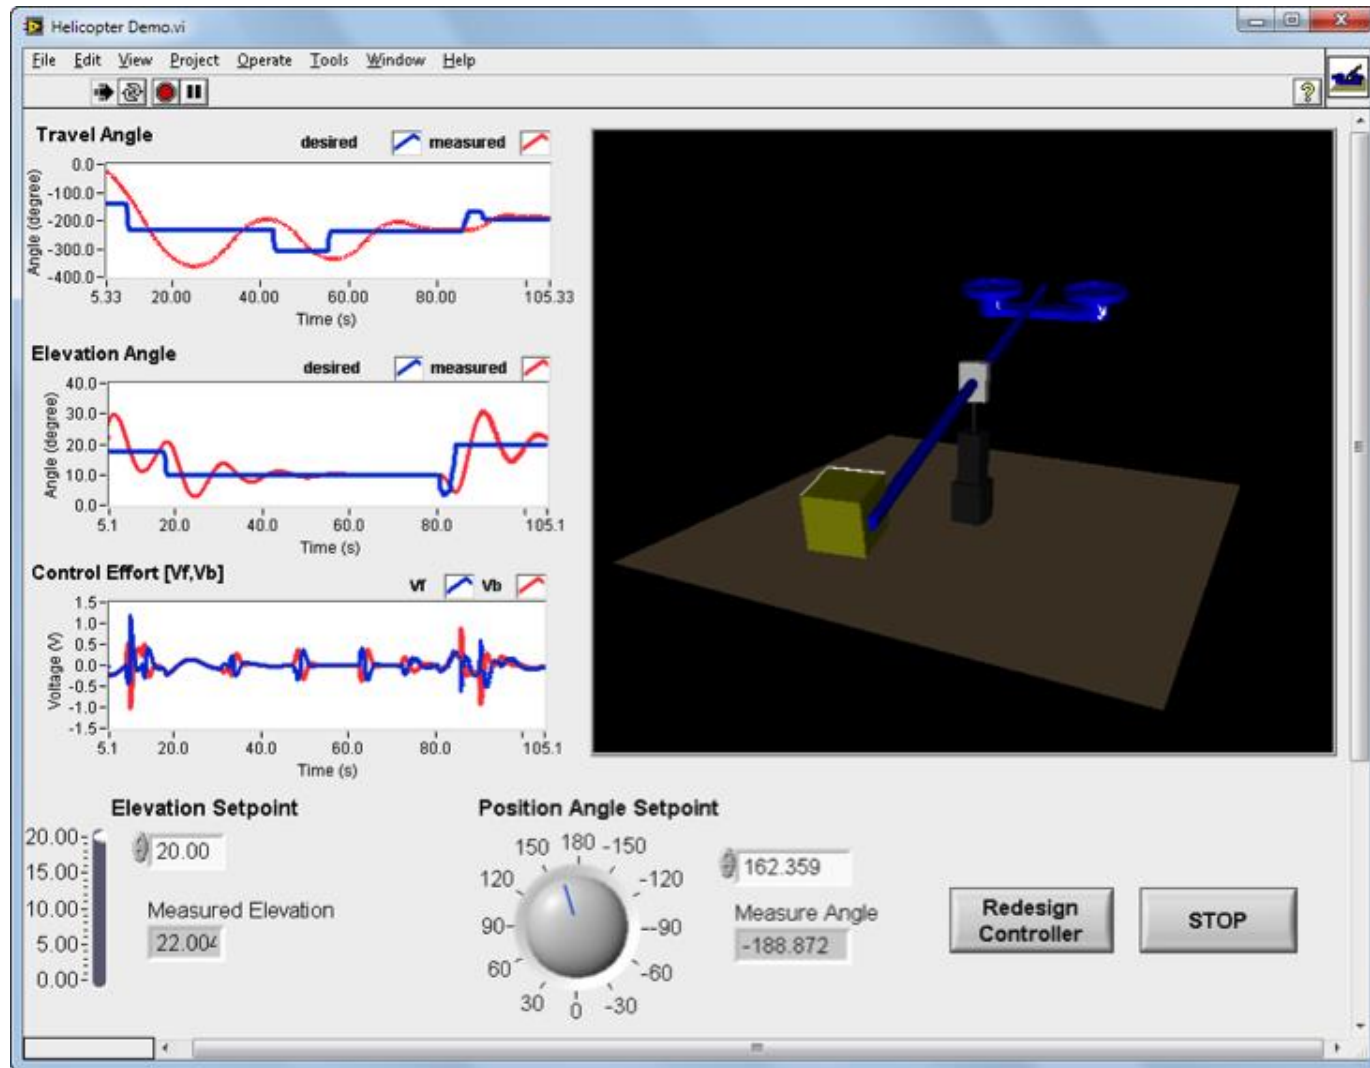 Helicopter Demo.vi
File Edit View Project Operate Tools Window Help
Travel Angle
desired measured
Angle (degree)
0.0
-100.0
-200.0
-300.0
-400.0
5.33 20.00 40.00 60.00 80.00 105.33
Time (s)
Elevation Angle
desired measured
Angle (degree)
40.0
30.0
20.0
10.0
0.0
5.1 20.0 40.0 60.0 80.0 105.1
Time (s)
Control Effort [Vf,Vb]
Vf Vb
Voltage (V)
1.5
1.0
0.5
0.0
-0.5
-1.0
-1.5
5.1 20.0 40.0 60.0 80.0 105.1
Time (s)
Elevation Setpoint
20.00
15.00
10.00
5.00
0.00
20.00
Measured Elevation
22.004
Position Angle Setpoint
150 180 -150
120 -120
90 -90
60 -60
30 0 -30
162.359
Measure Angle
-188.872
Redesign
Controller
STOP